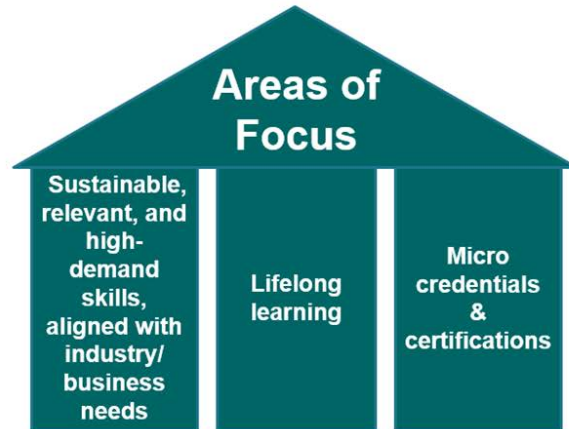 Areas of
Focus
Sustainable,
relevant, and
high-
demand
skills,
aligned with
industry/
business
needs
Lifelong
learning
Micro
credentials
&
certifications